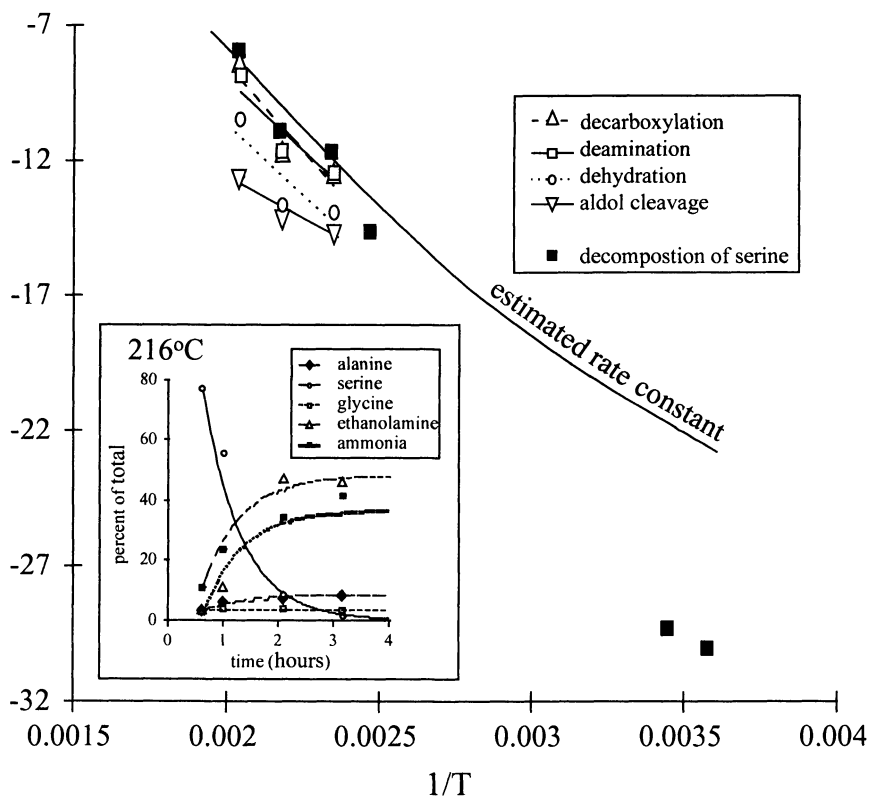 -7
-12
-17
-22
-27
-32
0.0015
0.002
0.0025
0.003
0.0035
0.004
1/T
decarboxylation
deamination
dehydration
aldol cleavage
decompostion of serine
estimated rate constant
216°C
alanine
serine
glycine
ethanolamine
ammonia
percent of total
80
60
40
20
0
0
1
2
3
4
time (hours)